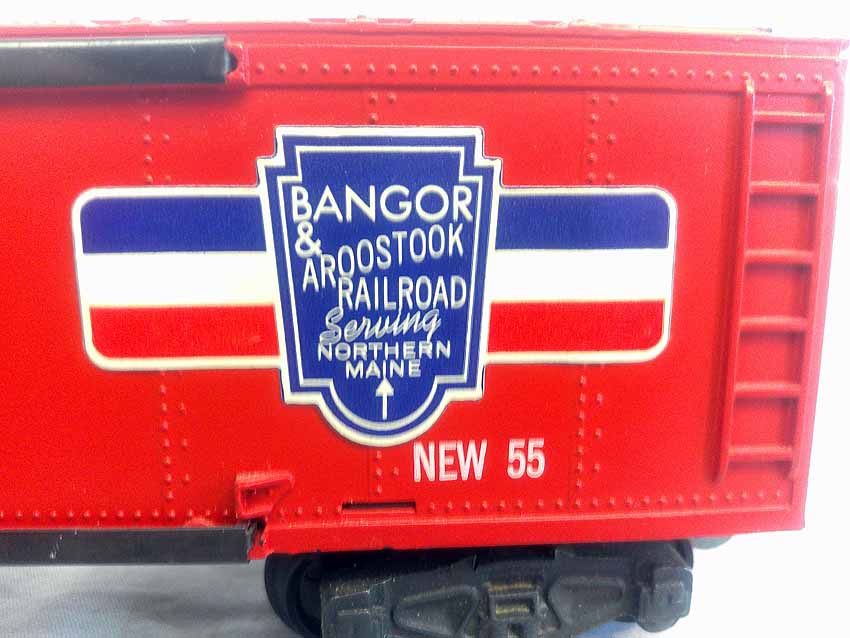 BANGOR
&
AROOSTOOK
RAILROAD
Serving
NORTHERN
MAINE
NEW 55